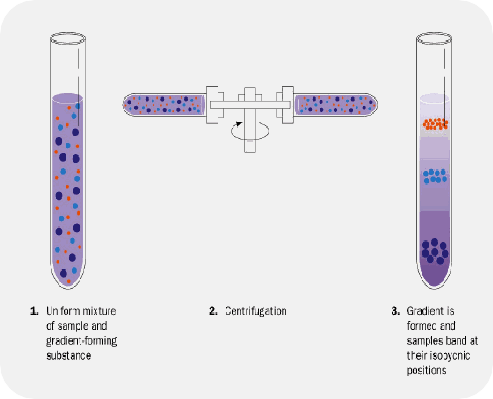 1. Uniform mixture
of sample and
gradient-forming
substance
2. Centrifugation
3. Gradient is
formed and
samples band at
their isopycnic
positions